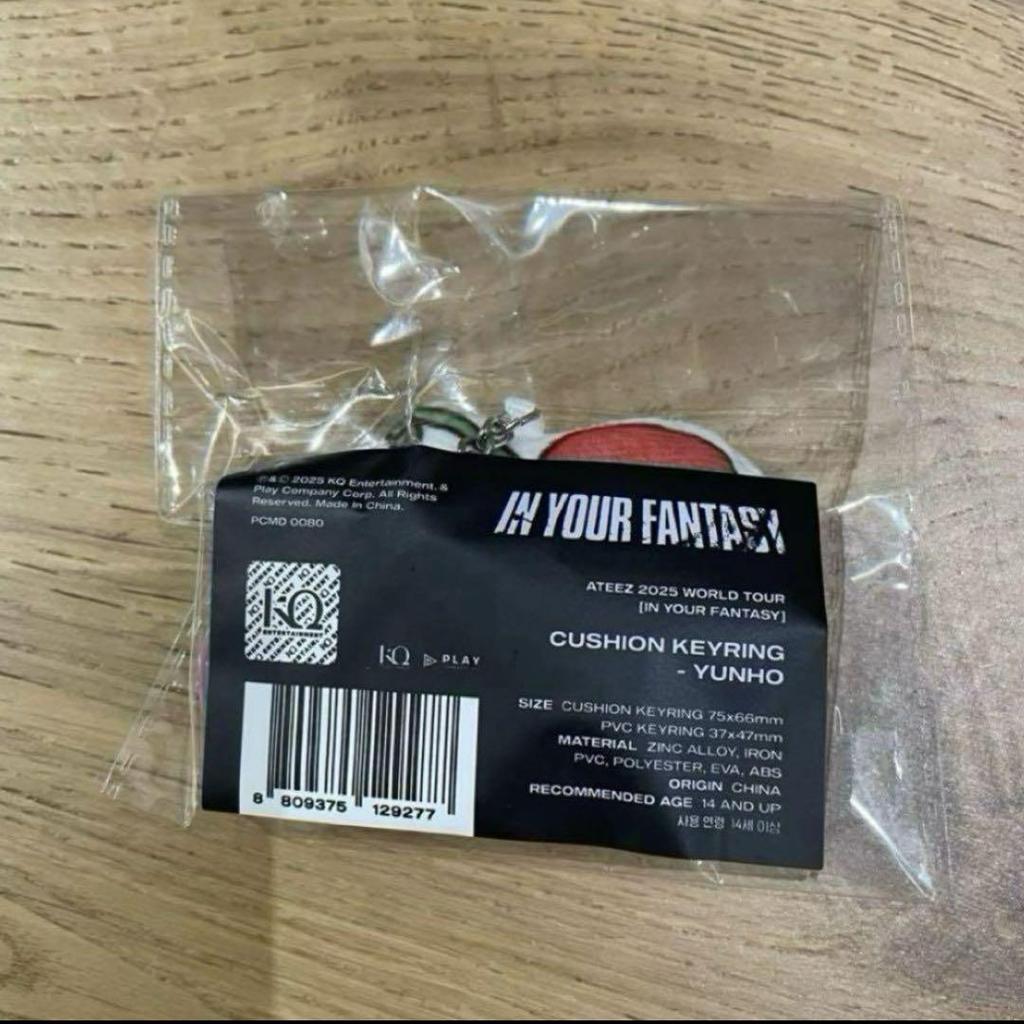 ℗&© 2025 KQ Entertainment. &
Play Company Corp. All Rights
Reserved. Made in China.
PCMD 0080
KQ
ENTERTAINMENT
KQ PLAY
8 809375 129277
IN YOUR FANTASY
ATEEZ 2025 WORLD TOUR
[IN YOUR FANTASY]
CUSHION KEYRING
- YUNHO
SIZE CUSHION KEYRING 75x66mm
PVC KEYRING 37x47mm
MATERIAL ZINC ALLOY, IRON
PVC, POLYESTER, EVA, ABS
ORIGIN CHINA
RECOMMENDED AGE 14 AND UP
사용 연령 14세 이상